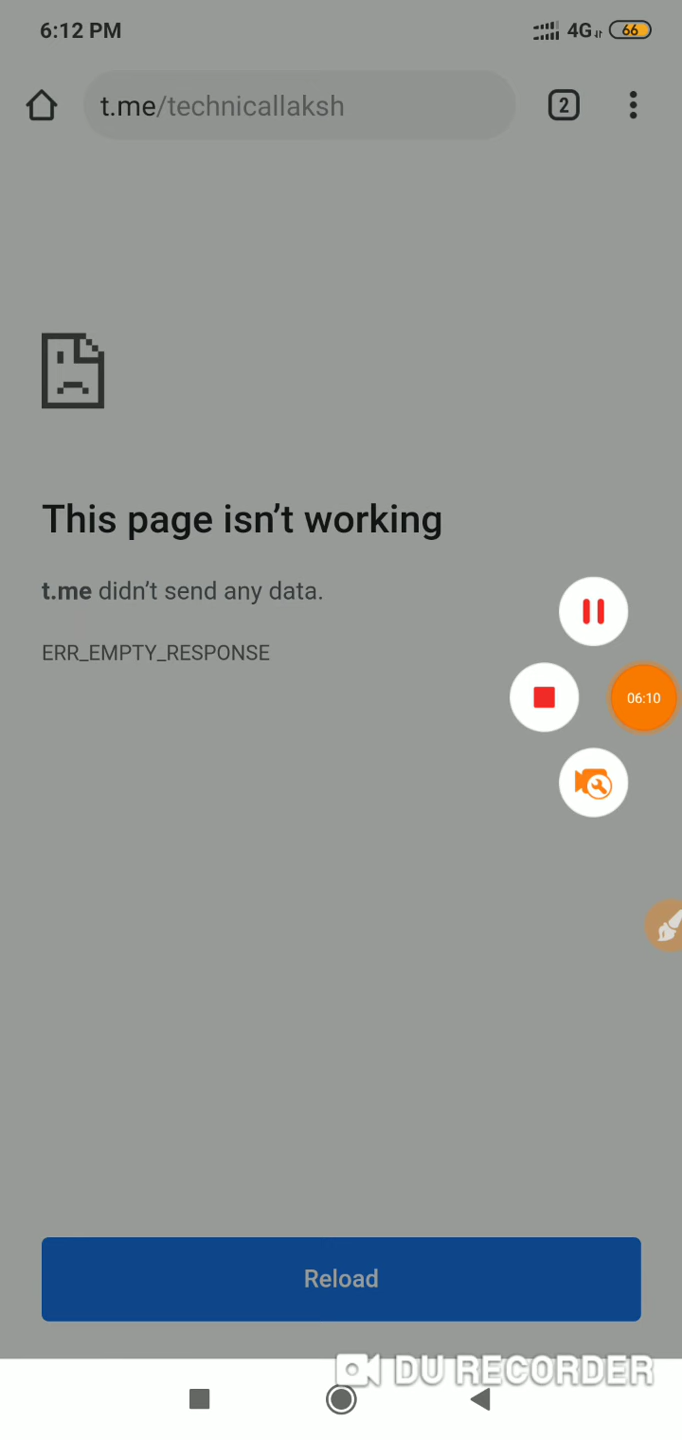 6:12 PM
4G 66
t.me/technicallaksh
2
This page isn’t working
t.me didn’t send any data.
ERR_EMPTY_RESPONSE
06:10
Reload
DU RECORDER